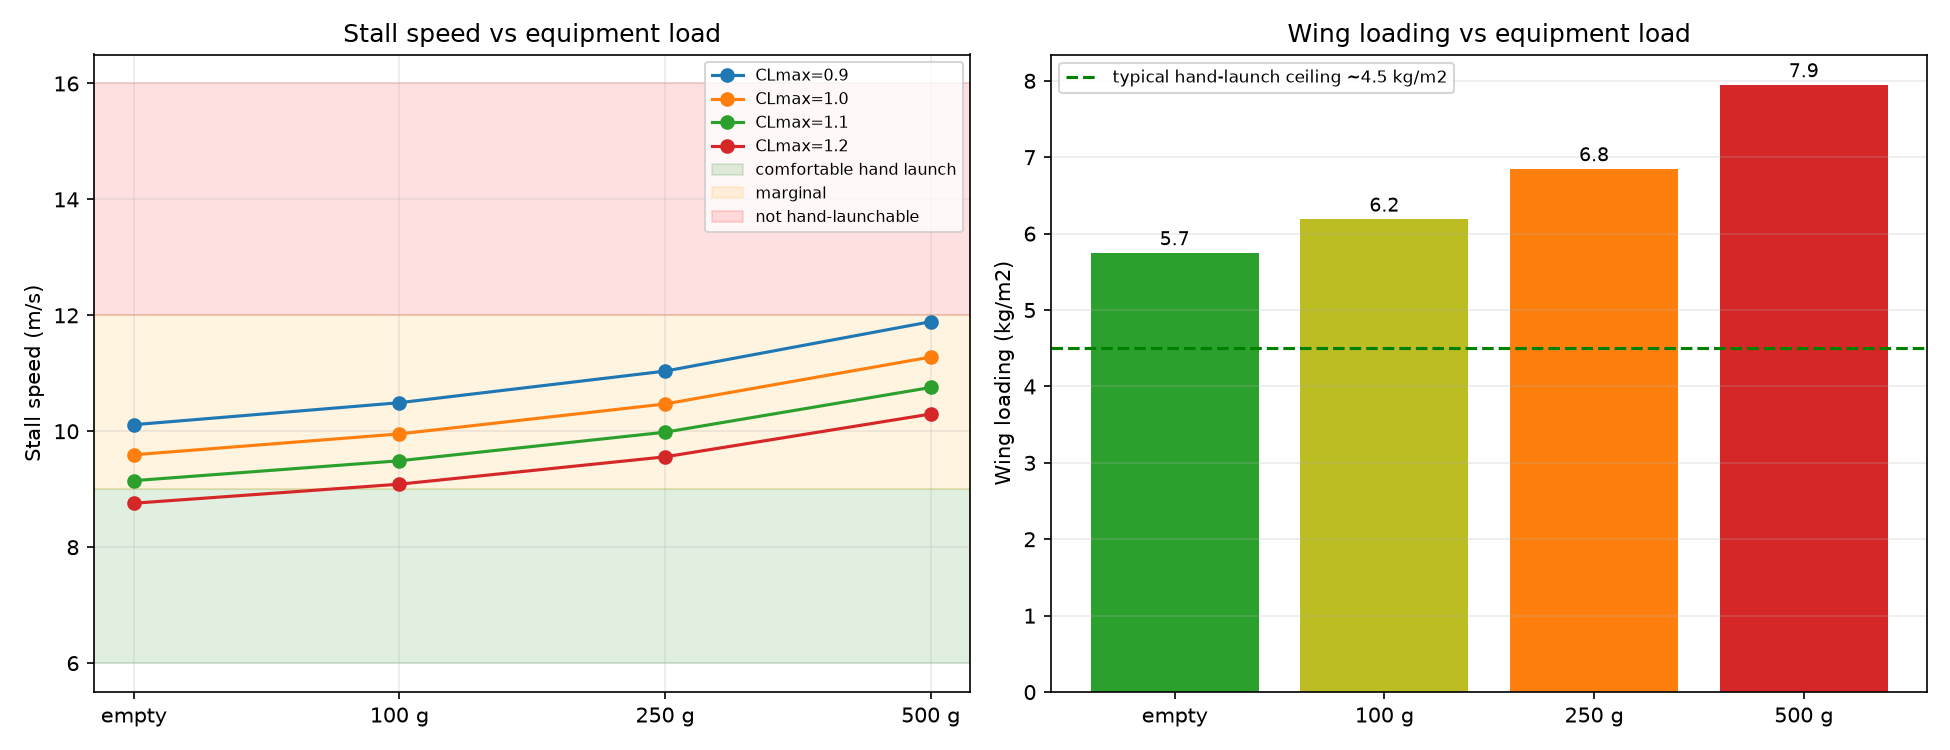 Stall speed vs equipment load
Stall speed (m/s)
16
14
12
10
8
6
CLmax=0.9
CLmax=1.0
CLmax=1.1
CLmax=1.2
comfortable hand launch
marginal
not hand-launchable
empty
100 g
250 g
500 g
Wing loading vs equipment load
Wing loading (kg/m2)
8
7
6
5
4
3
2
1
0
typical hand-launch ceiling ~4.5 kg/m2
5.7
6.2
6.8
7.9
empty
100 g
250 g
500 g